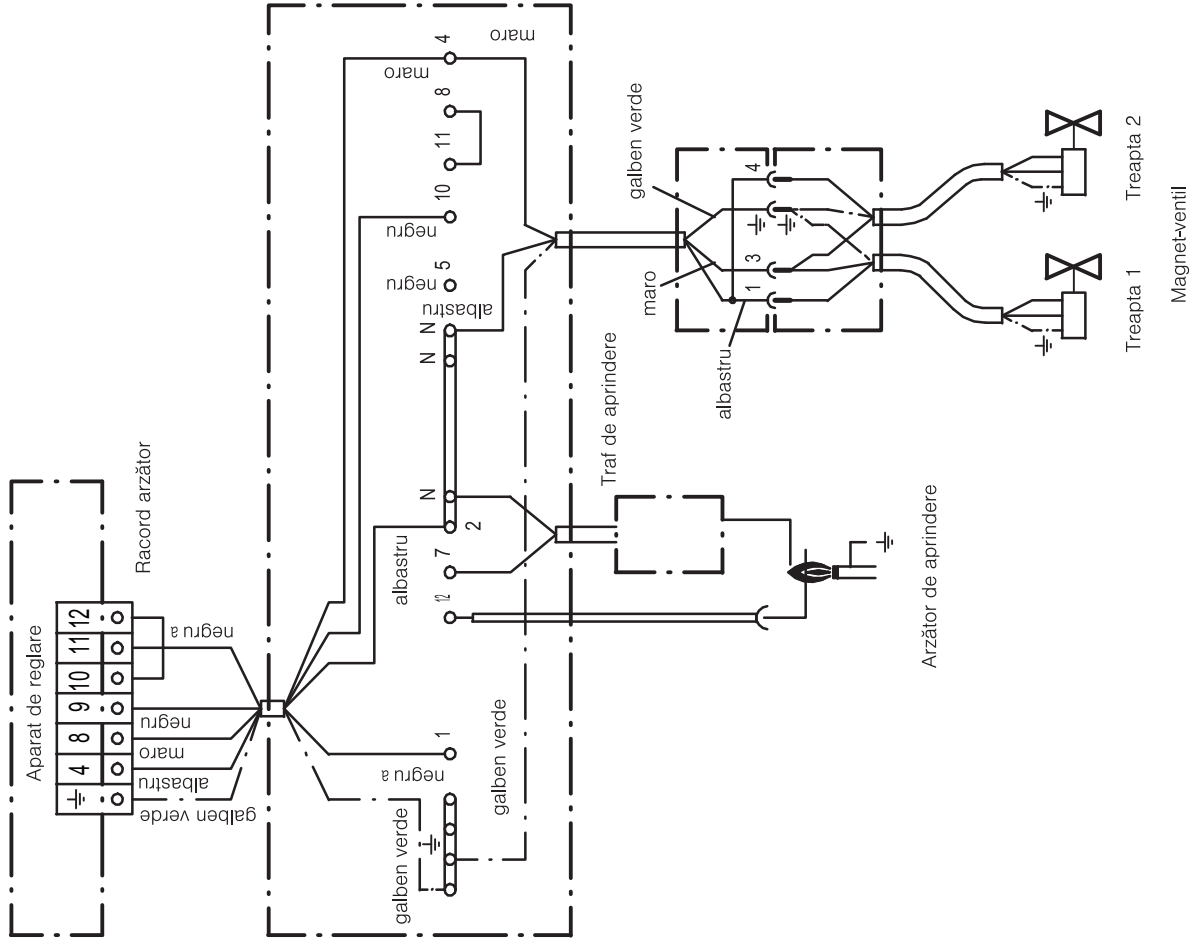 Aparat de reglare
⏚ 4 8 9 10 11 12
Racord arzător
galben verde
albastru
maro
negru
negru a
galben verde
negru a
1
12
7
2
N
albastru
N
N
albastru
5
negru
10
negru
11
8
4
maro
maro
galben verde
Traf de aprindere
Arzător de aprindere
albastru
maro
galben verde
1
3
4
Treapta 1
Treapta 2
Magnet-ventil